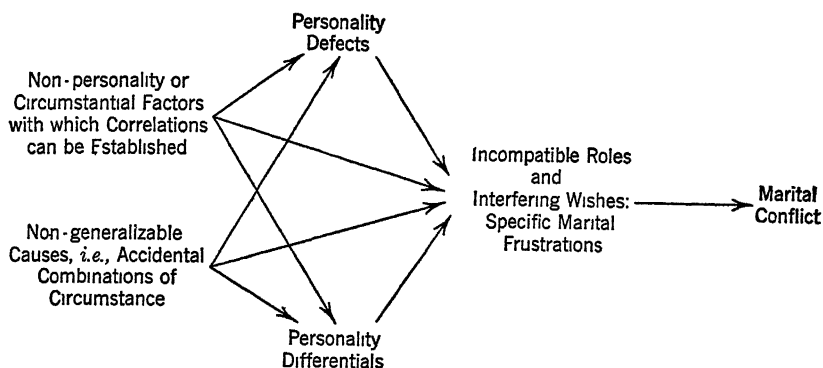 Personality
Defects
Non-personality or
Circumstantial Factors
with which Correlations
can be Established
Incompatible Roles
and
Interfering Wishes:
Specific Marital
Frustrations
Marital
Conflict
Non-generalizable
Causes, i.e., Accidental
Combinations of
Circumstance
Personality
Differentials